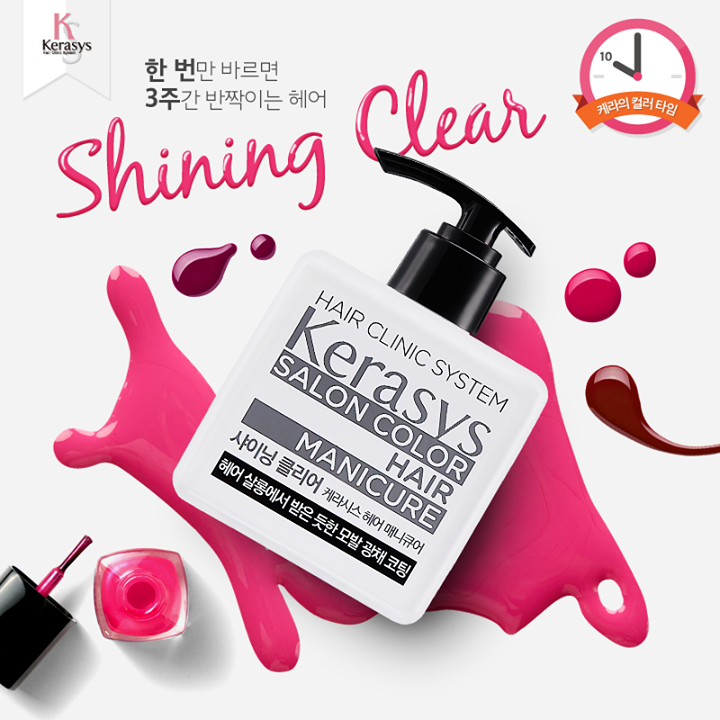 Kerasys
한 번만 바르면
3주간 반짝이는 헤어
10
케라의 컬러 타임
Shining Clear
HAIR CLINIC SYSTEM
Kerasys
SALON COLOR
HAIR
MANICURE
샤이닝 클리어 케라시스 헤어 매니큐어
헤어 살롱에서 받은 듯한 모발 광채 코팅